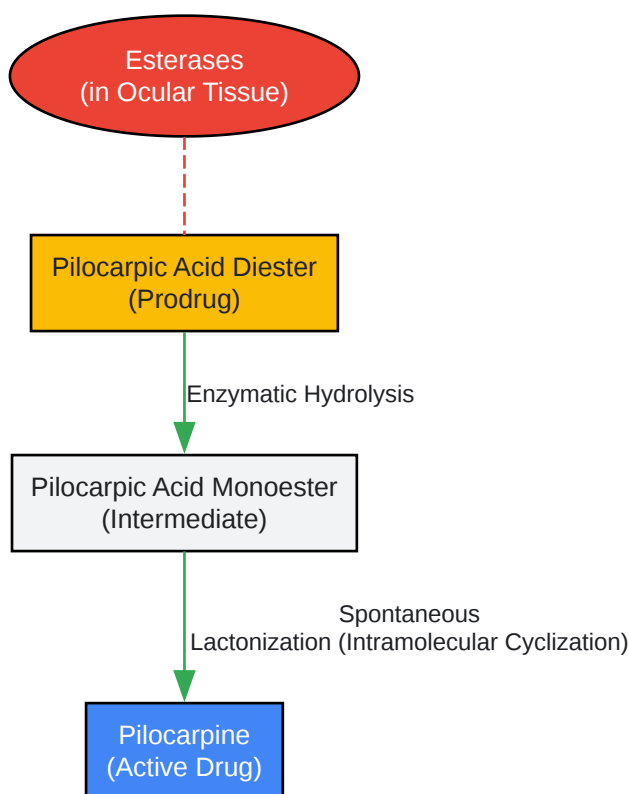 Esterases
(in Ocular Tissue)
Pilocarpic Acid Diester
(Prodrug)
Enzymatic Hydrolysis
Pilocarpic Acid Monoester
(Intermediate)
Spontaneous
Lactonization (Intramolecular Cyclization)
Pilocarpine
(Active Drug)